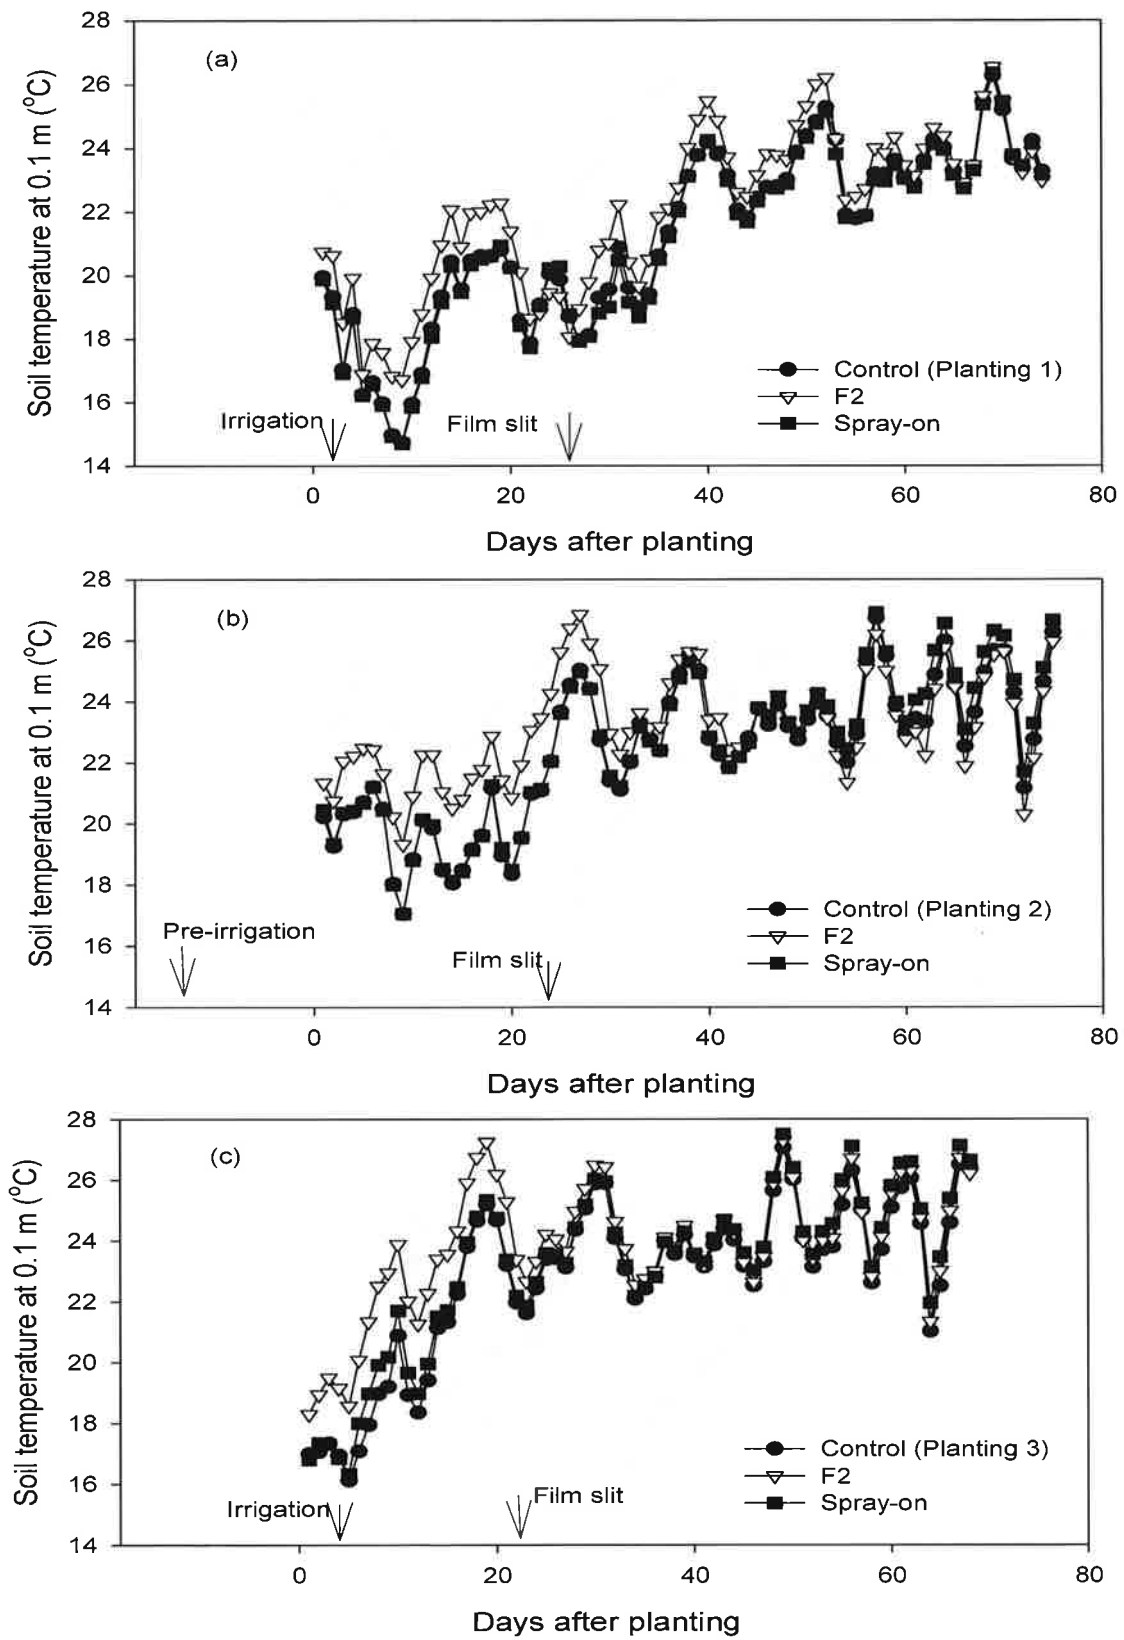 28
(a)
26
24
22
20
18
16
14
Soil temperature at 0.1 m (°C)
Irrigation
Film slit
Control (Planting 1)
F2
Spray-on
0 20 40 60 80
Days after planting
28
(b)
26
24
22
20
18
16
14
Soil temperature at 0.1 m (°C)
Pre-irrigation
Film slit
Control (Planting 2)
F2
Spray-on
0 20 40 60 80
Days after planting
28
(c)
26
24
22
20
18
16
14
Soil temperature at 0.1 m (°C)
Irrigation
Film slit
Control (Planting 3)
F2
Spray-on
0 20 40 60 80
Days after planting